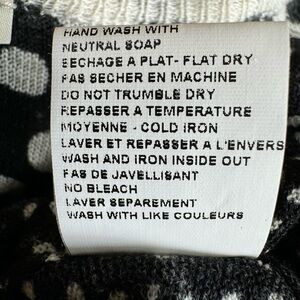 HAND WASH WITH
NEUTRAL SOAP
SECHAGE A PLAT- FLAT DRY
PAS SECHER EN MACHINE
DO NOT TRUMBLE DRY
REPASSER A TEMPERATURE
MOYENNE - COLD IRON
LAVER ET REPASSER A L'ENVERS
WASH AND IRON INSIDE OUT
PAS DE JAVELLISANT
NO BLEACH
LAVER SEPAREMENT
WASH WITH LIKE COULEURS